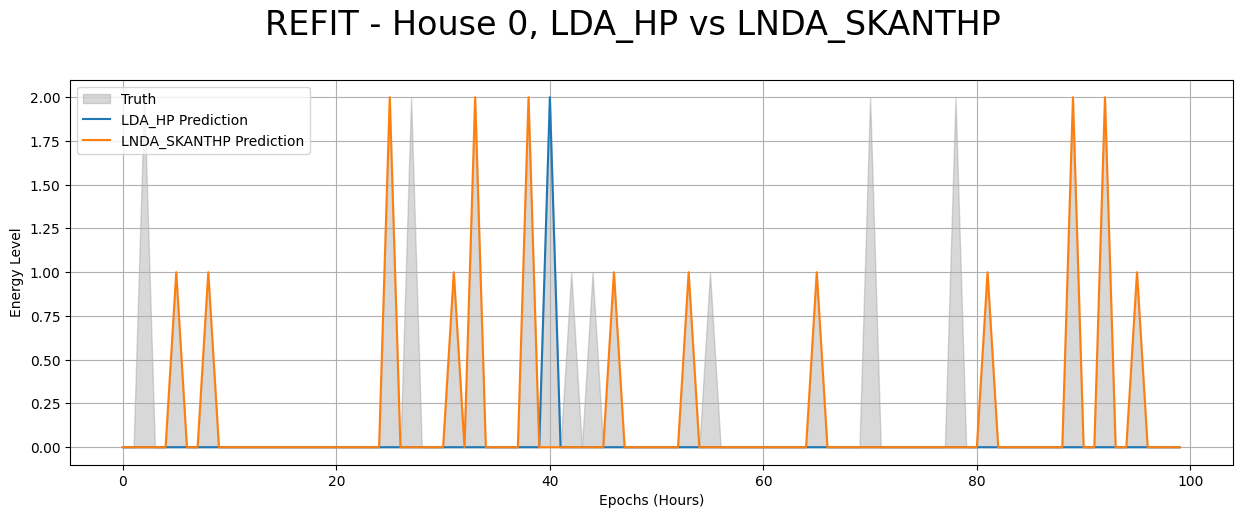 REFIT - House 0, LDA_HP vs LNDA_SKANTHP
Truth
LDA_HP Prediction
LNDA_SKANTHP Prediction
Energy Level
2.00
1.75
1.50
1.25
1.00
0.75
0.50
0.25
0.00
0 20 40 60 80 100
Epochs (Hours)